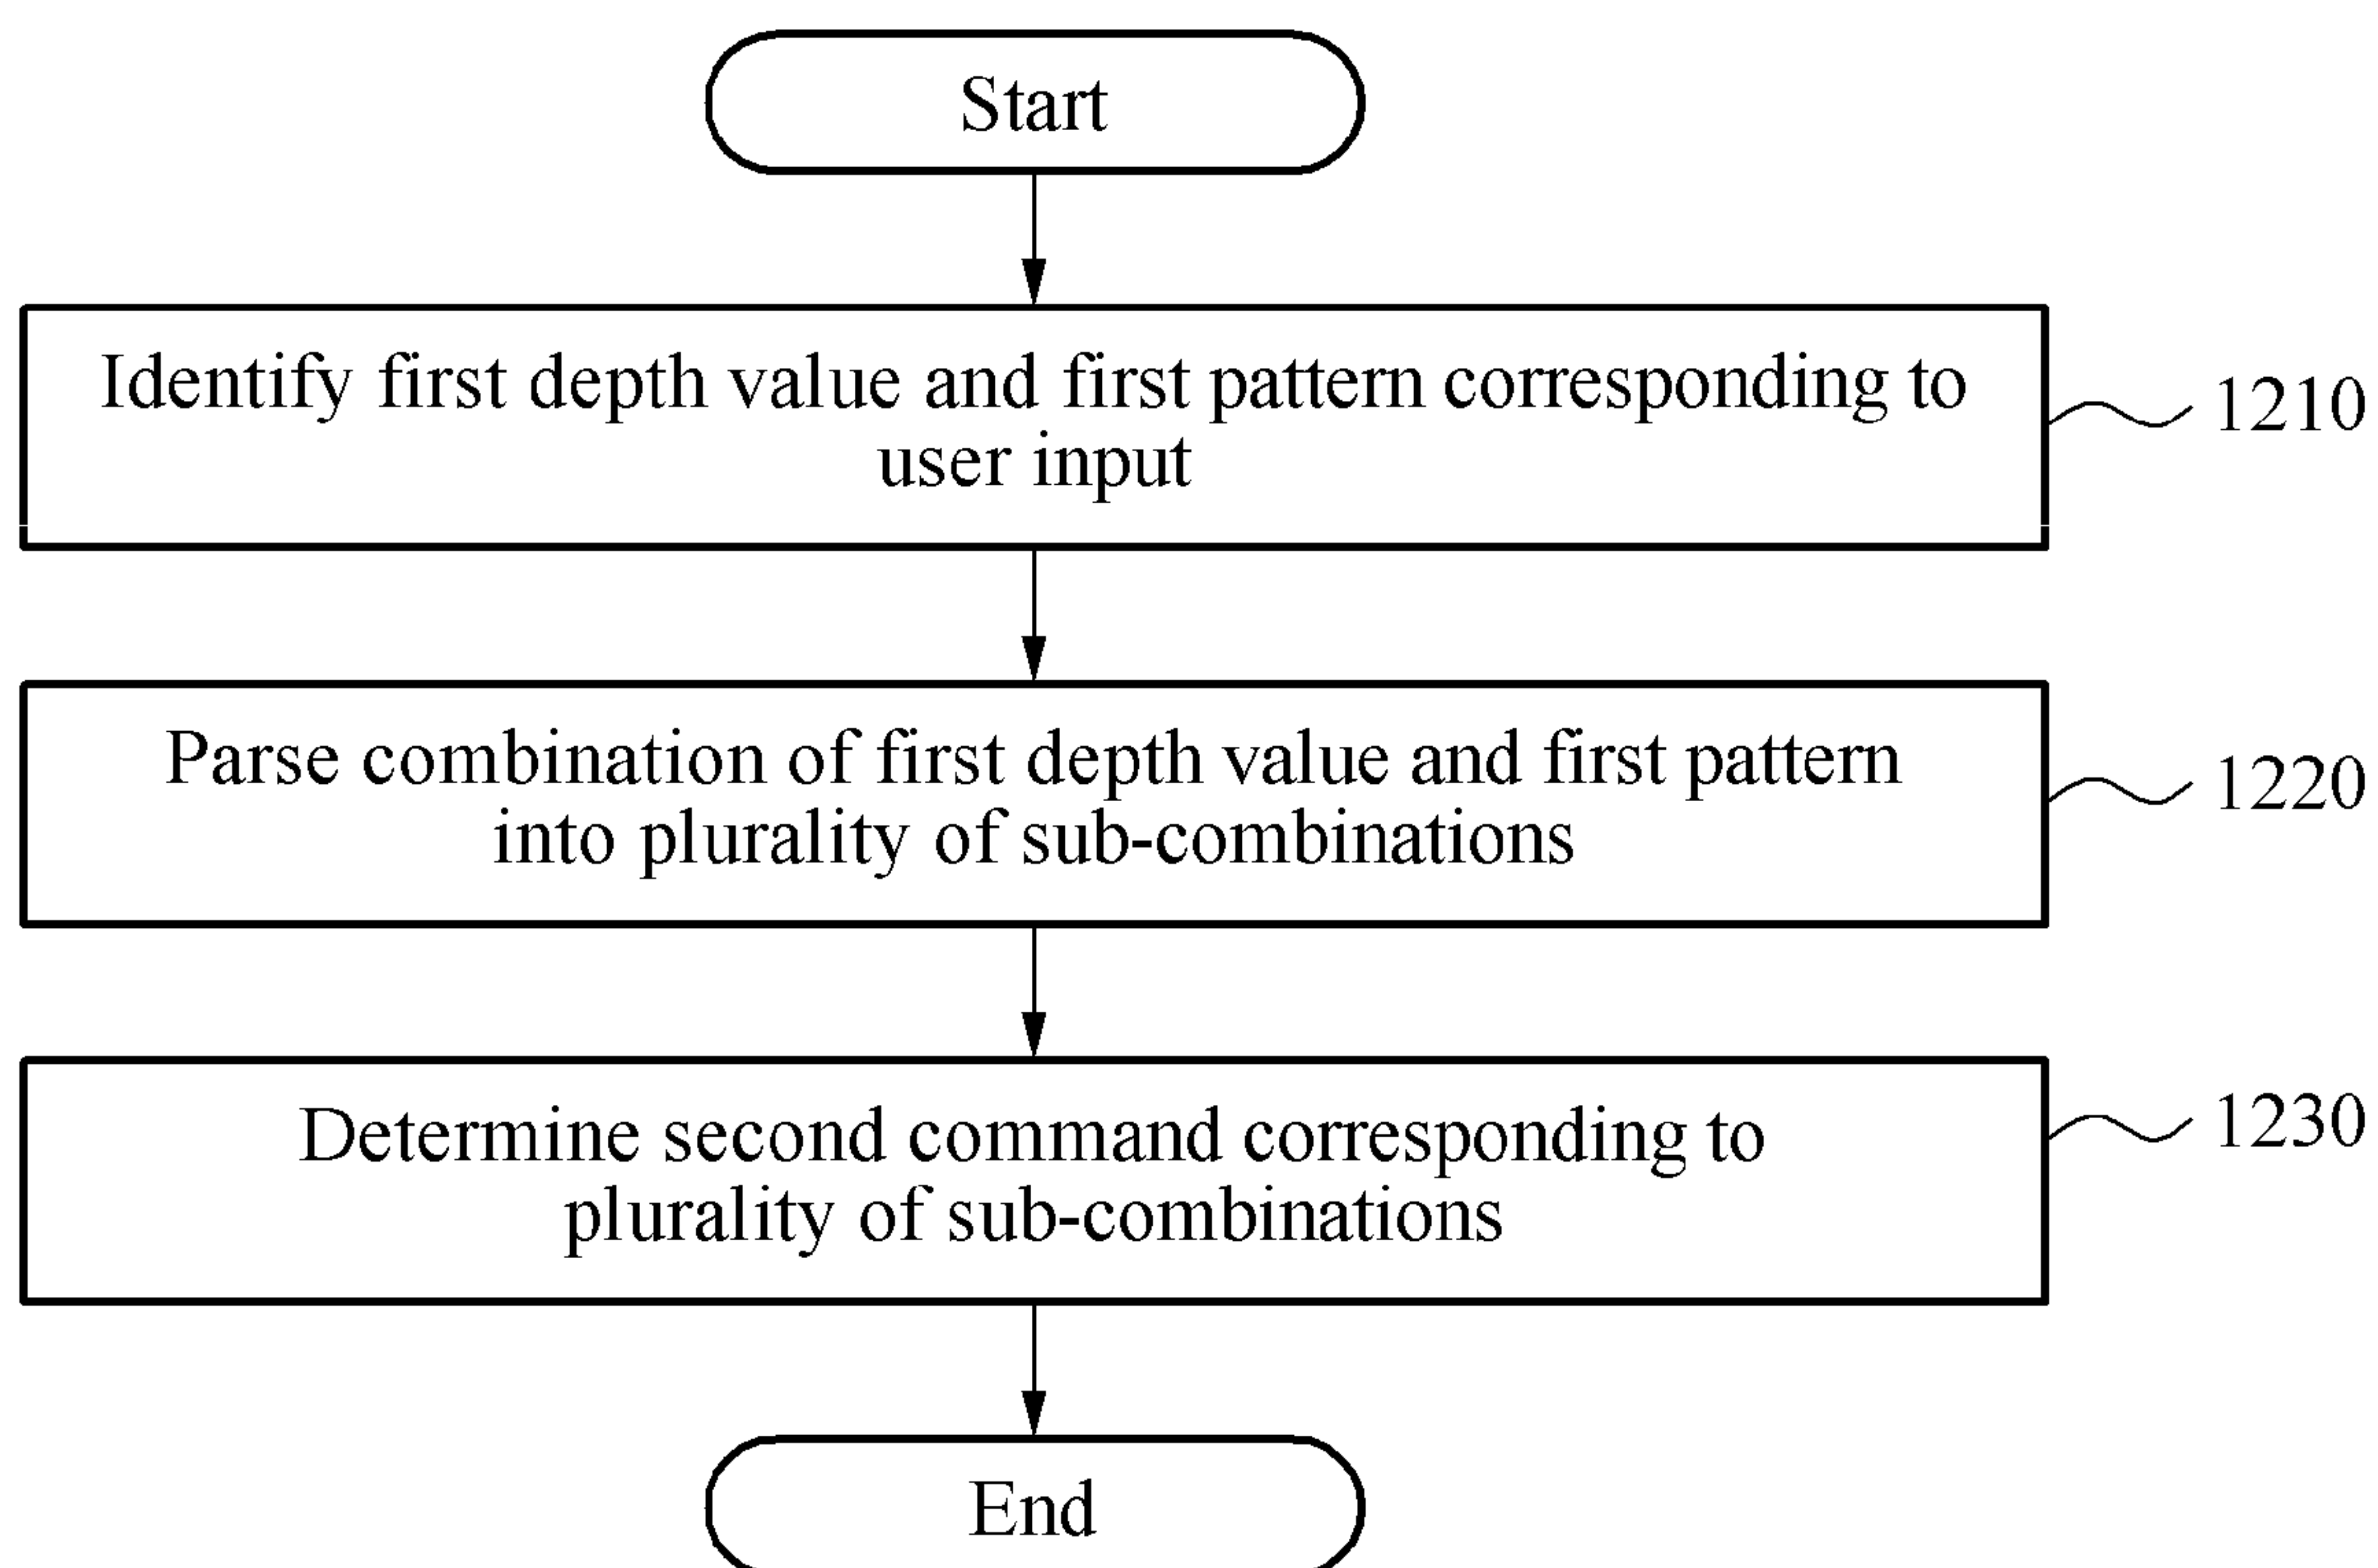 Start
Identify first depth value and first pattern corresponding to
user input
1210
Parse combination of first depth value and first pattern
into plurality of sub-combinations
1220
Determine second command corresponding to
plurality of sub-combinations
1230
End